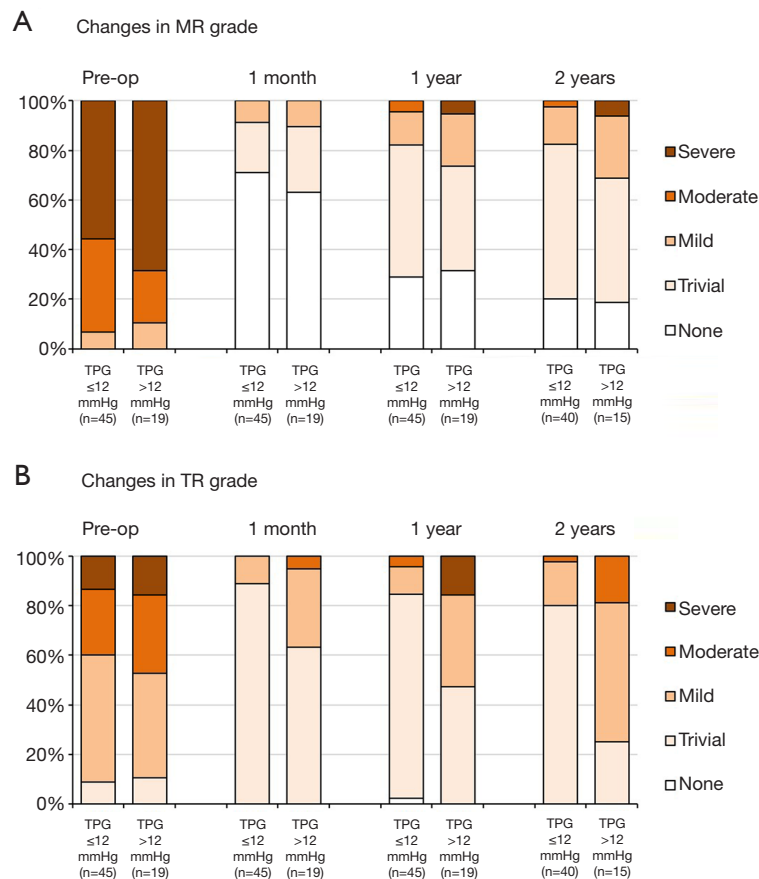 A
Changes in MR grade
Pre-op 1 month 1 year 2 years
100%
80%
60%
40%
20%
0%
Severe
Moderate
Mild
Trivial
None
TPG TPG TPG TPG TPG TPG TPG TPG
≤12 >12 ≤12 >12 ≤12 >12 ≤12 >12
mmHg mmHg mmHg mmHg mmHg mmHg mmHg mmHg
(n=45) (n=19) (n=45) (n=19) (n=45) (n=19) (n=40) (n=15)
B
Changes in TR grade
Pre-op 1 month 1 year 2 years
100%
80%
60%
40%
20%
0%
Severe
Moderate
Mild
Trivial
None
TPG TPG TPG TPG TPG TPG TPG TPG
≤12 >12 ≤12 >12 ≤12 >12 ≤12 >12
mmHg mmHg mmHg mmHg mmHg mmHg mmHg mmHg
(n=45) (n=19) (n=45) (n=19) (n=45) (n=19) (n=40) (n=15)